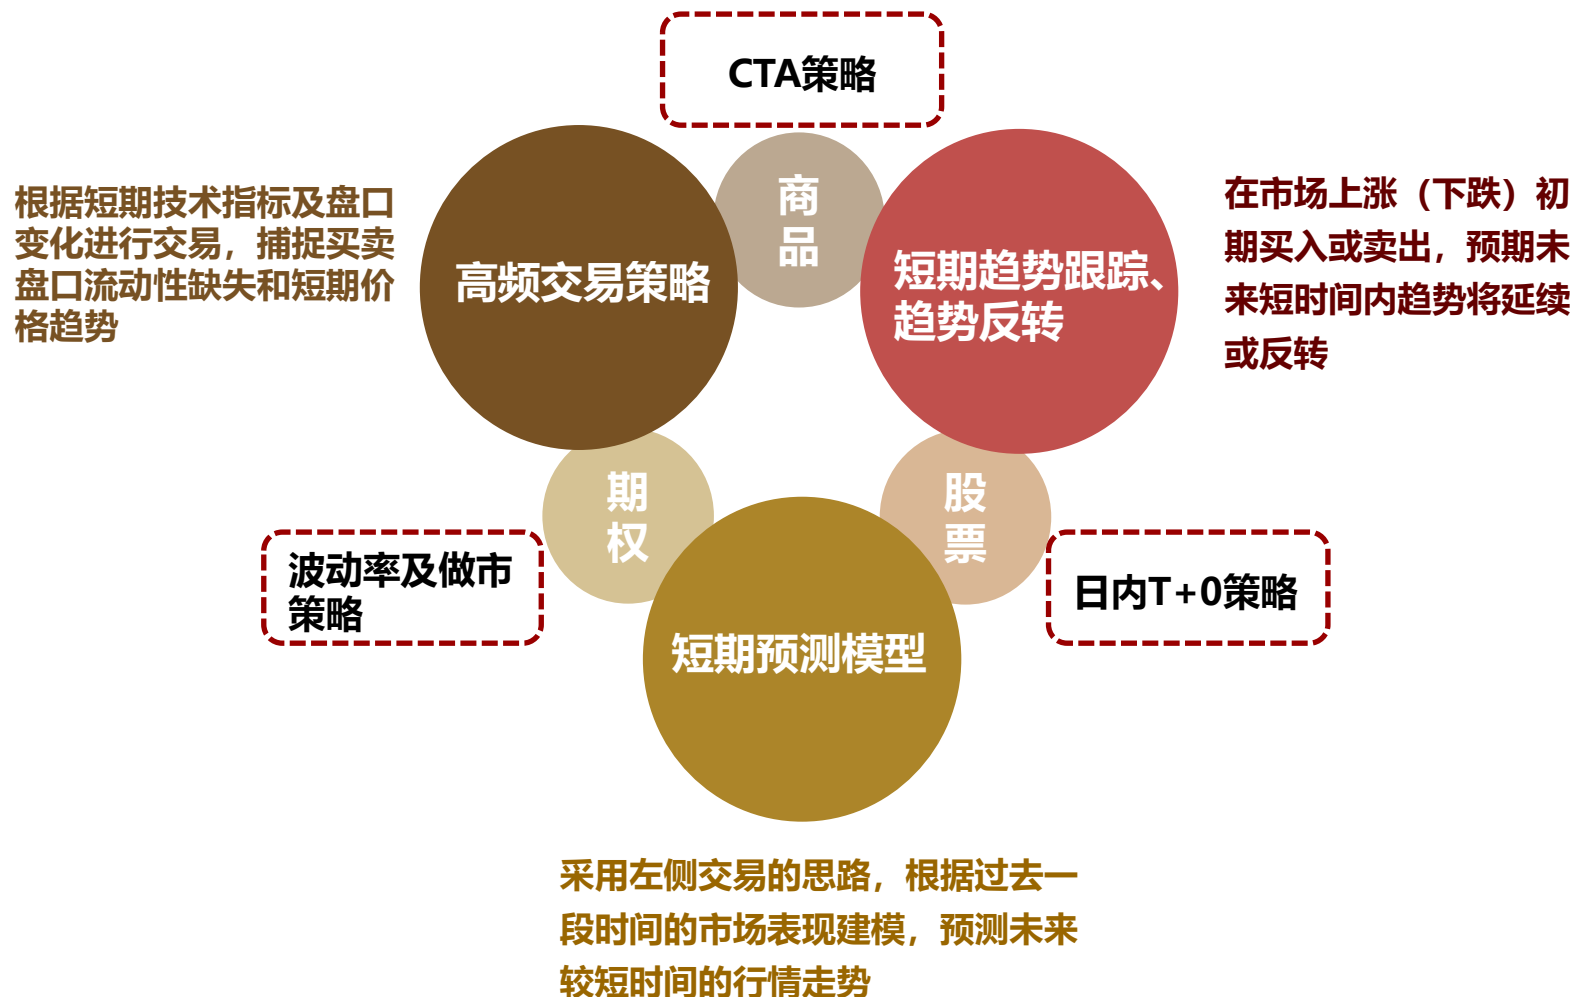 CTA策略
商
品
根据短期技术指标及盘口
变化进行交易，捕捉买卖
盘口流动性缺失和短期价
格趋势
高频交易策略
短期趋势跟踪、
趋势反转
在市场上涨（下跌）初
期买入或卖出，预期未
来短时间内趋势将延续
或反转
期
权
股
票
波动率及做市
策略
日内T+0策略
短期预测模型
采用左侧交易的思路，根据过去一
段时间的市场表现建模，预测未来
较短时间的行情走势